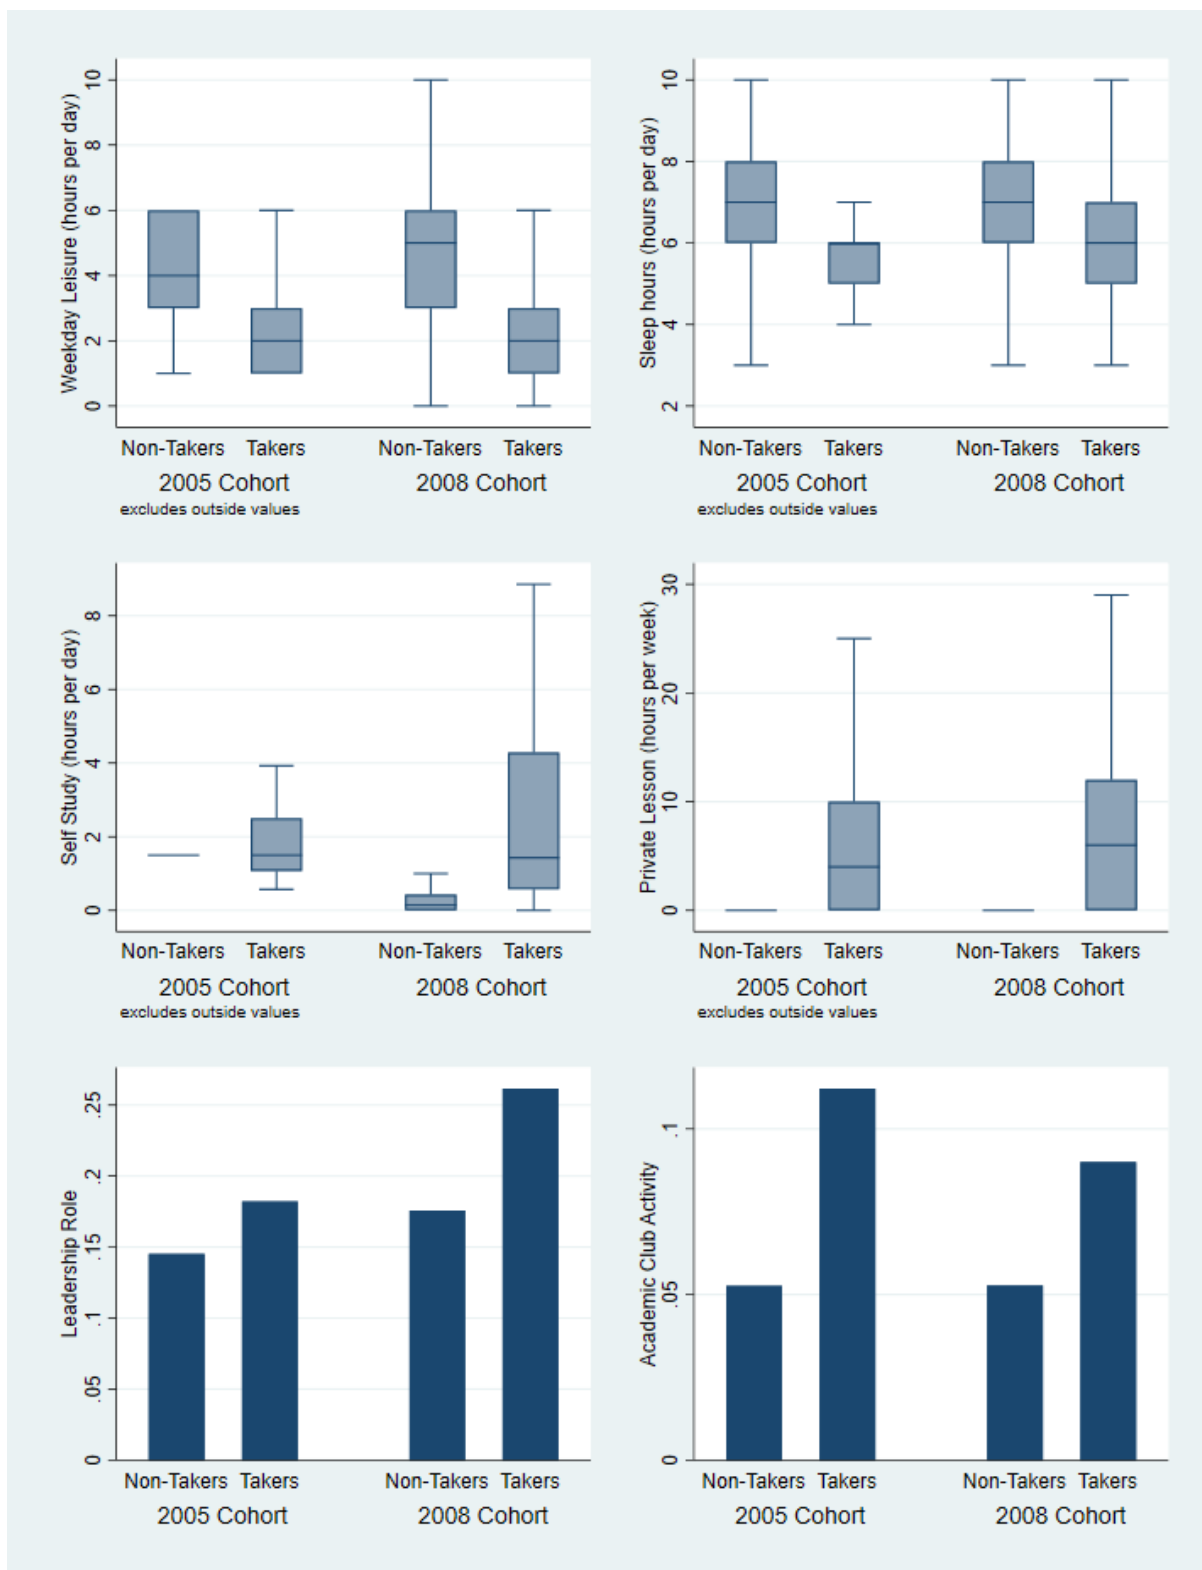 Weekday Leisure (hours per day)
10
8
6
4
2
0
Non-Takers Takers Non-Takers Takers
2005 Cohort 2008 Cohort
excludes outside values
Sleep hours (hours per day)
10
8
6
4
2
Non-Takers Takers Non-Takers Takers
2005 Cohort 2008 Cohort
excludes outside values
Self Study (hours per day)
8
6
4
2
0
Non-Takers Takers Non-Takers Takers
2005 Cohort 2008 Cohort
excludes outside values
Private Lesson (hours per week)
30
20
10
0
Non-Takers Takers Non-Takers Takers
2005 Cohort 2008 Cohort
excludes outside values
Leadership Role
.25
.2
.15
.1
.05
0
Non-Takers Takers Non-Takers Takers
2005 Cohort 2008 Cohort
Academic Club Activity
.1
.05
0
Non-Takers Takers Non-Takers Takers
2005 Cohort 2008 Cohort